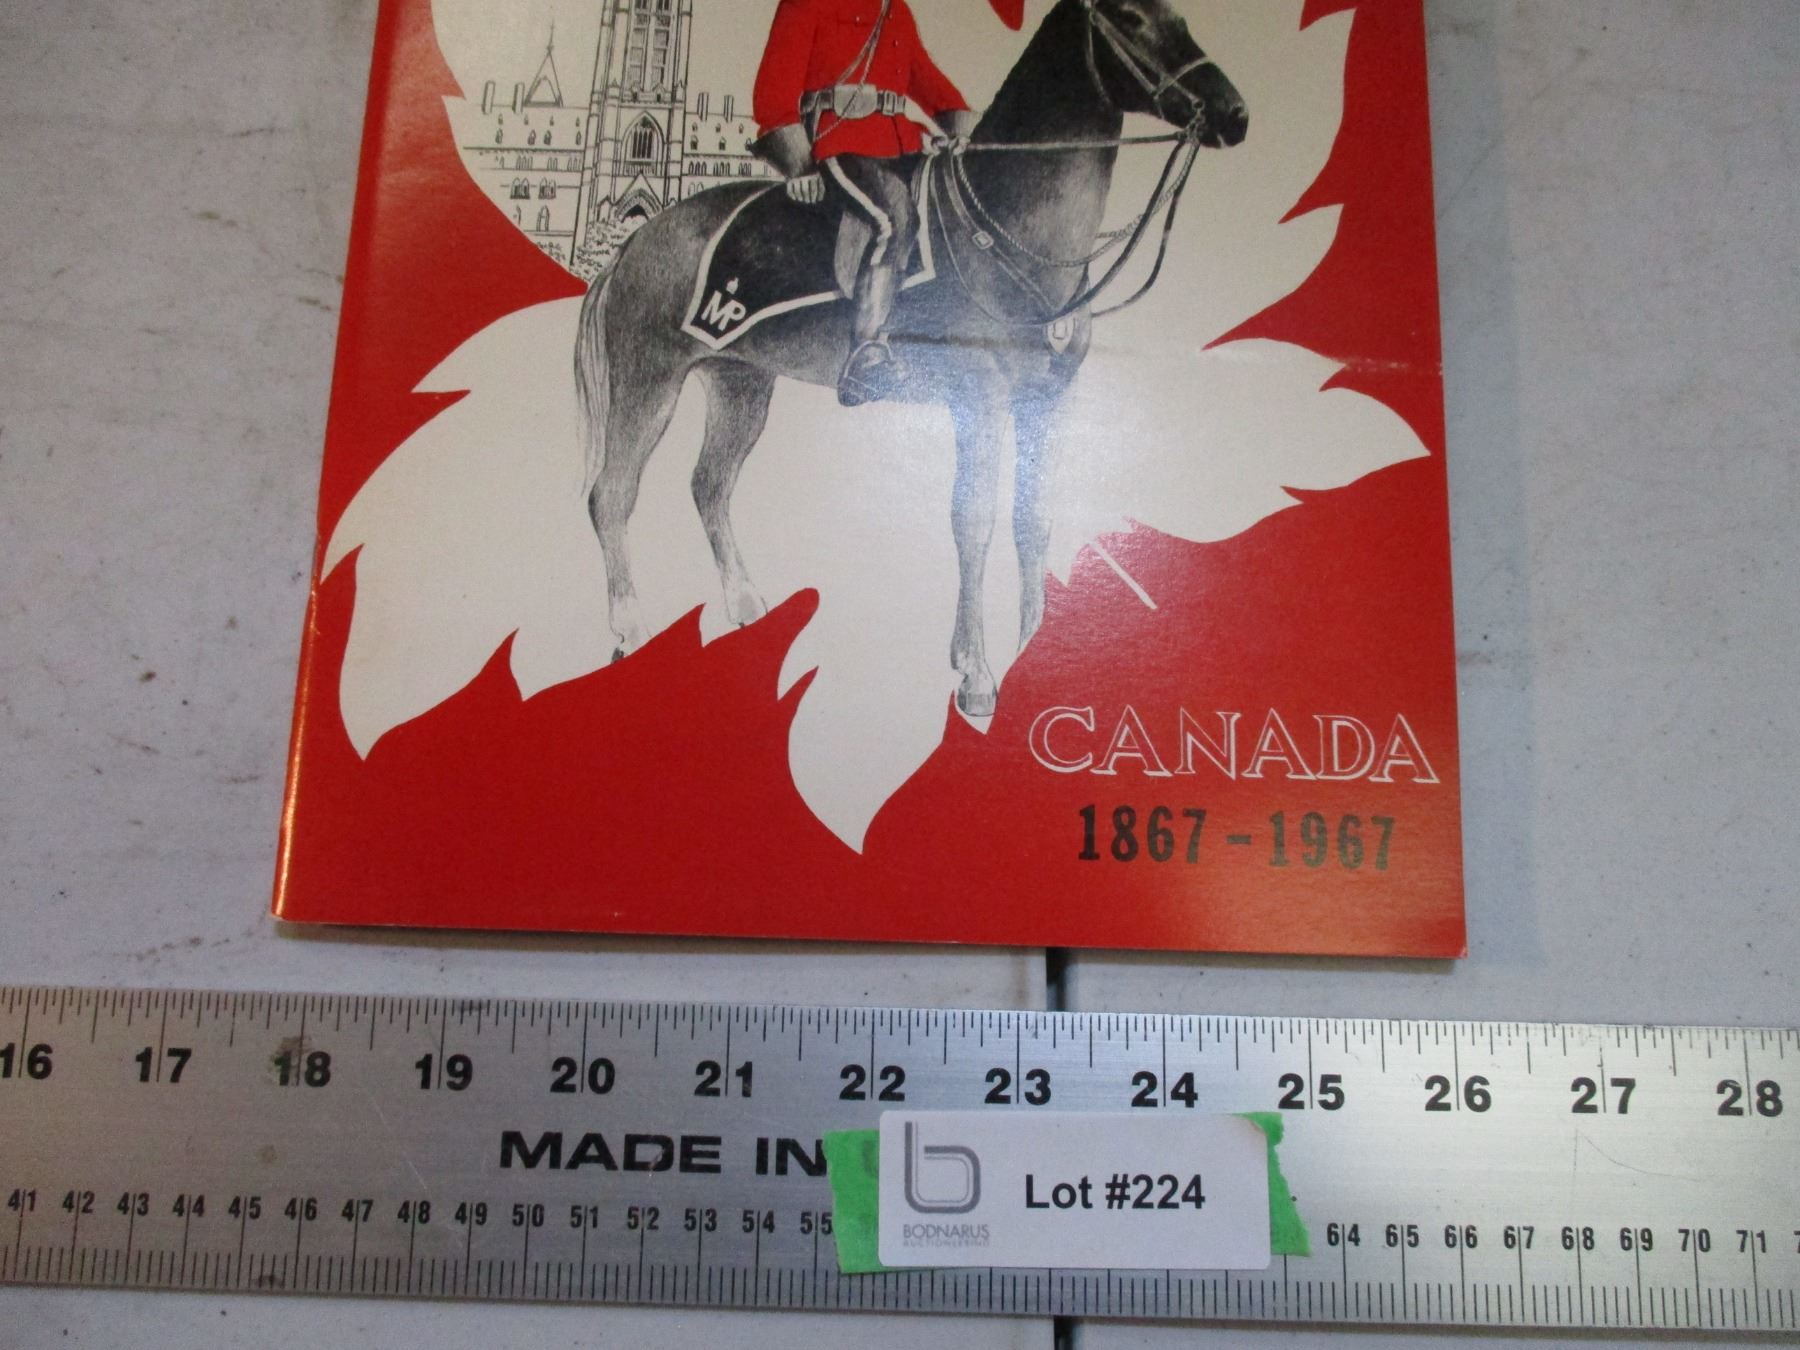 MP
CANADA
1867-1967
16 17 18 19 20 21 22 23 24 25 26 27 28
MADE IN
41 42 43 44 45 46 47 48 49 50 51 52 53 54 55 64 65 66 67 68 69 70 71
b
BODNARUS
AUCTIONEERING
Lot #224